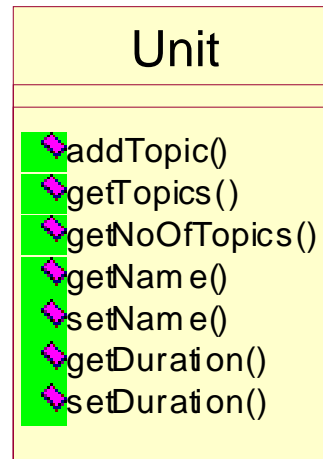 Unit
addTopic()
getTopics()
getNoOfTopics()
getName()
setName()
getDuration()
setDuration()